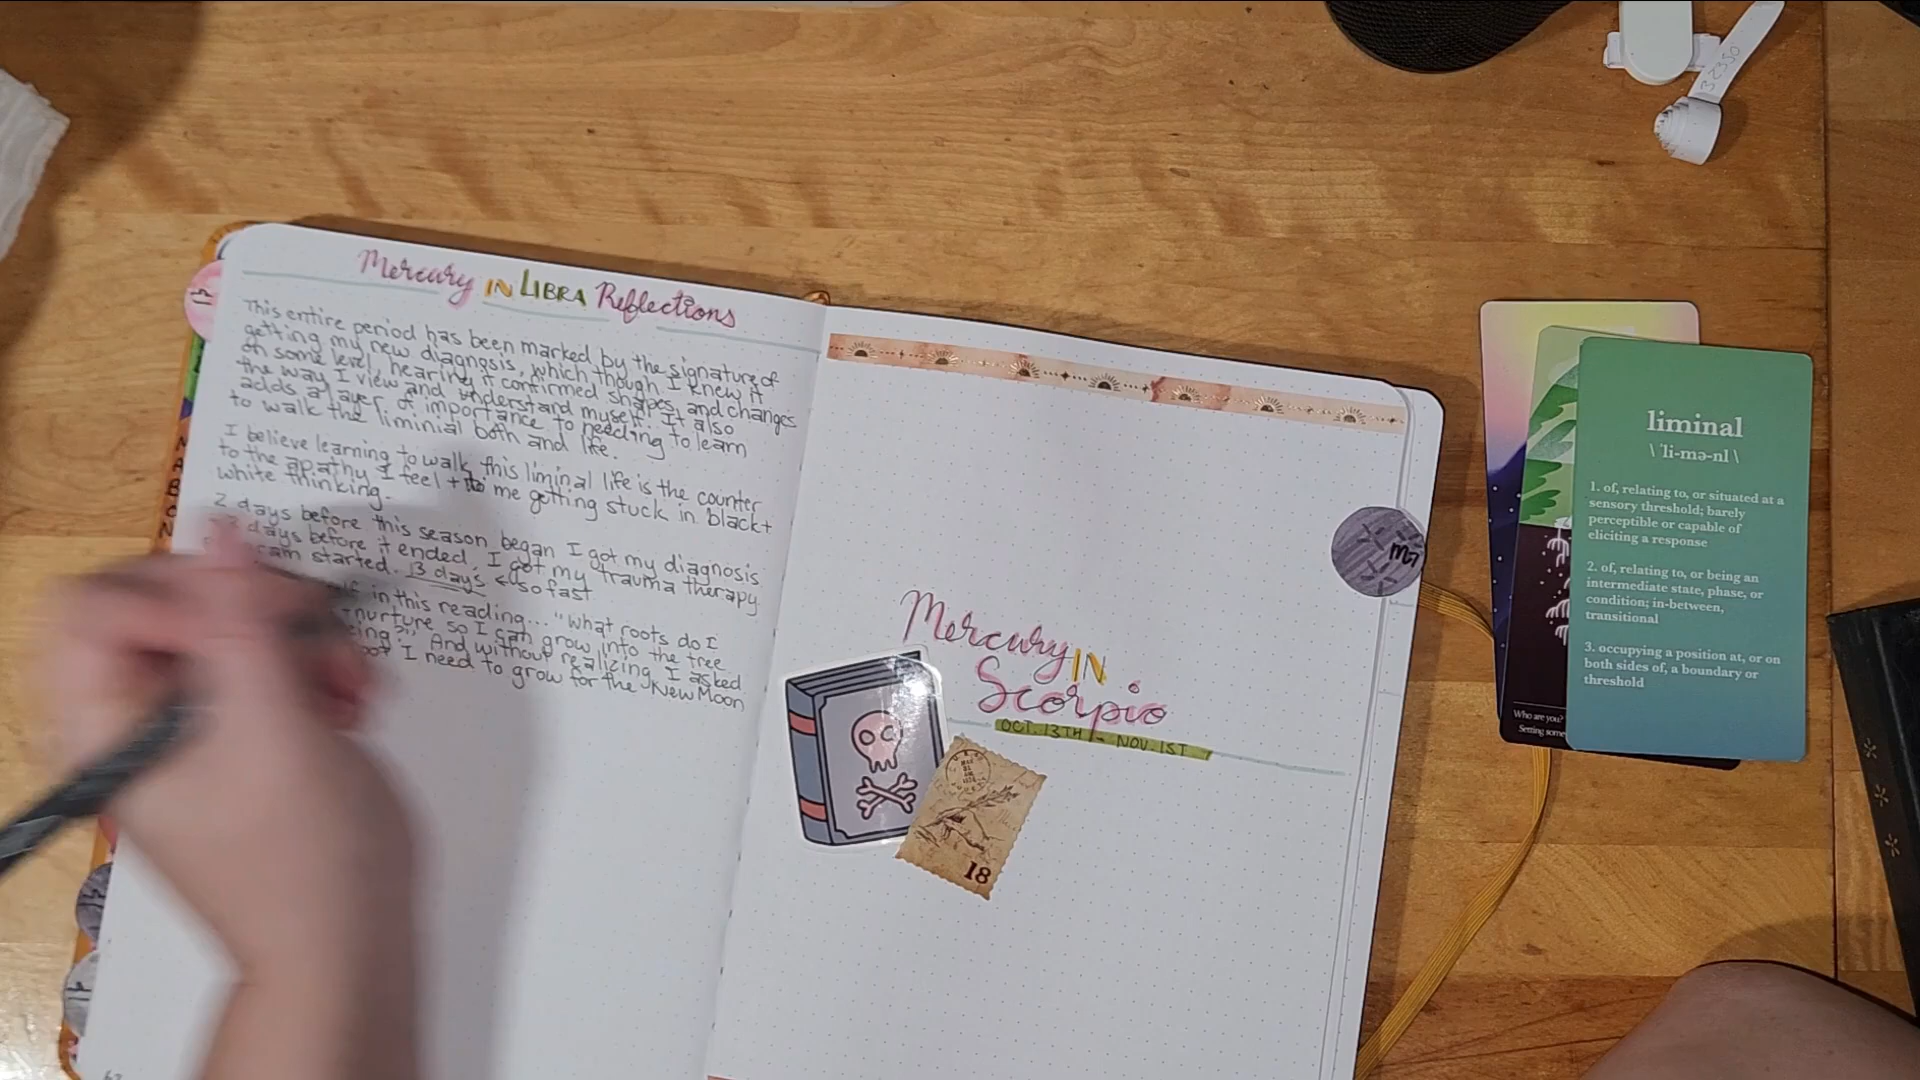 Mercury IN LIBRA Reflections
This entire period has been marked by the signature of
getting my new diagnosis, which though I knew it
on some level, hearing it confirmed shapes, and changes
the way I view and understand myself. It also
adds a layer of importance to needing to learn
to walk the liminial both and life.
I believe learning to walk this liminal life is the counter
to the apathy I feel + to me getting stuck in black +
white thinking.
2 days before this season began I got my diagnosis
days before it ended, I got my trauma therapy
started. 13 days ← so fast
in this reading... "What roots do I
nurture so I can grow into the tree
And without realizing, I asked
I need to grow for the New Moon
NABON
Mercury IN
Scorpio
OCT. 13TH - NOV. 1ST
18
liminal
\ ˈli-mə-nl \
1. of, relating to, or situated at a
sensory threshold; barely
perceptible or capable of
eliciting a response
2. of, relating to, or being an
intermediate state, phase, or
condition; in-between,
transitional
3. occupying a position at, or on
both sides of, a boundary or
threshold
Who are you?
Setting some
32350